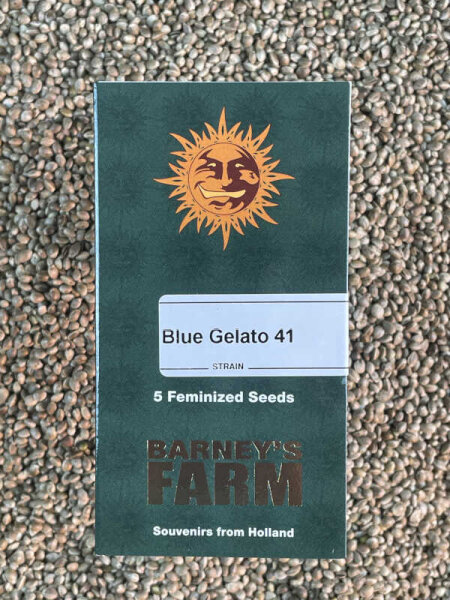 Blue Gelato 41
STRAIN
5 Feminized Seeds
BARNEY'S
FARM
Souvenirs from Holland